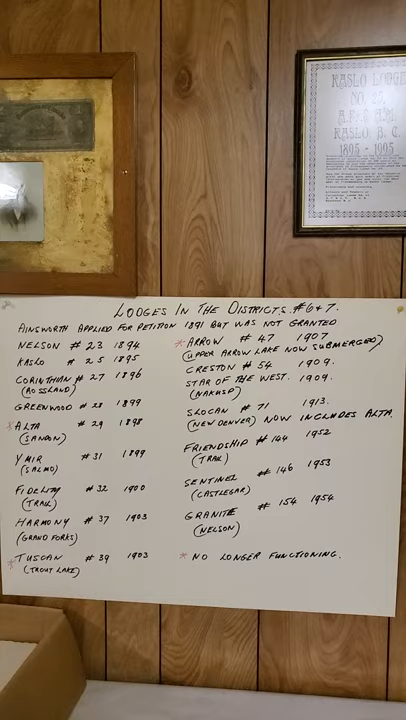 KASLO LODGE
NO. 25
A.F. & A.M.
KASLO, B.C.
1895 - 1995
LODGES IN THE DISTRICTS. #6+7.
AINSWORTH APPLIED FOR PETITION 1891 BUT WAS NOT GRANTED
NELSON # 23 1894
KASLO # 25 1895
CORINTHIAN # 27 1896
(ROSSLAND)
GREENWOOD # 28 1899
* ALTA # 29 1898
(SANDON)
YMIR # 31 1899
(SALMO)
FIDELITY # 32 1900
(TRAIL)
HARMONY # 37 1903
(GRAND FORKS)
* TUSCAN # 39 1903
(TROUT LAKE)
* ARROW # 47 1907
(UPPER ARROW LAKE NOW SUBMERGED)
CRESTON # 54 1909.
STAR OF THE WEST. 1909.
(NAKUSP)
SLOCAN # 71 1913.
(NEW DENVER) NOW INCLUDES ALTA.
FRIENDSHIP # 144 1952
(TRAIL)
SENTINEL # 146 1953
(CASTLEGAR)
GRANITE # 154 1954
(NELSON)
* NO LONGER FUNCTIONING.